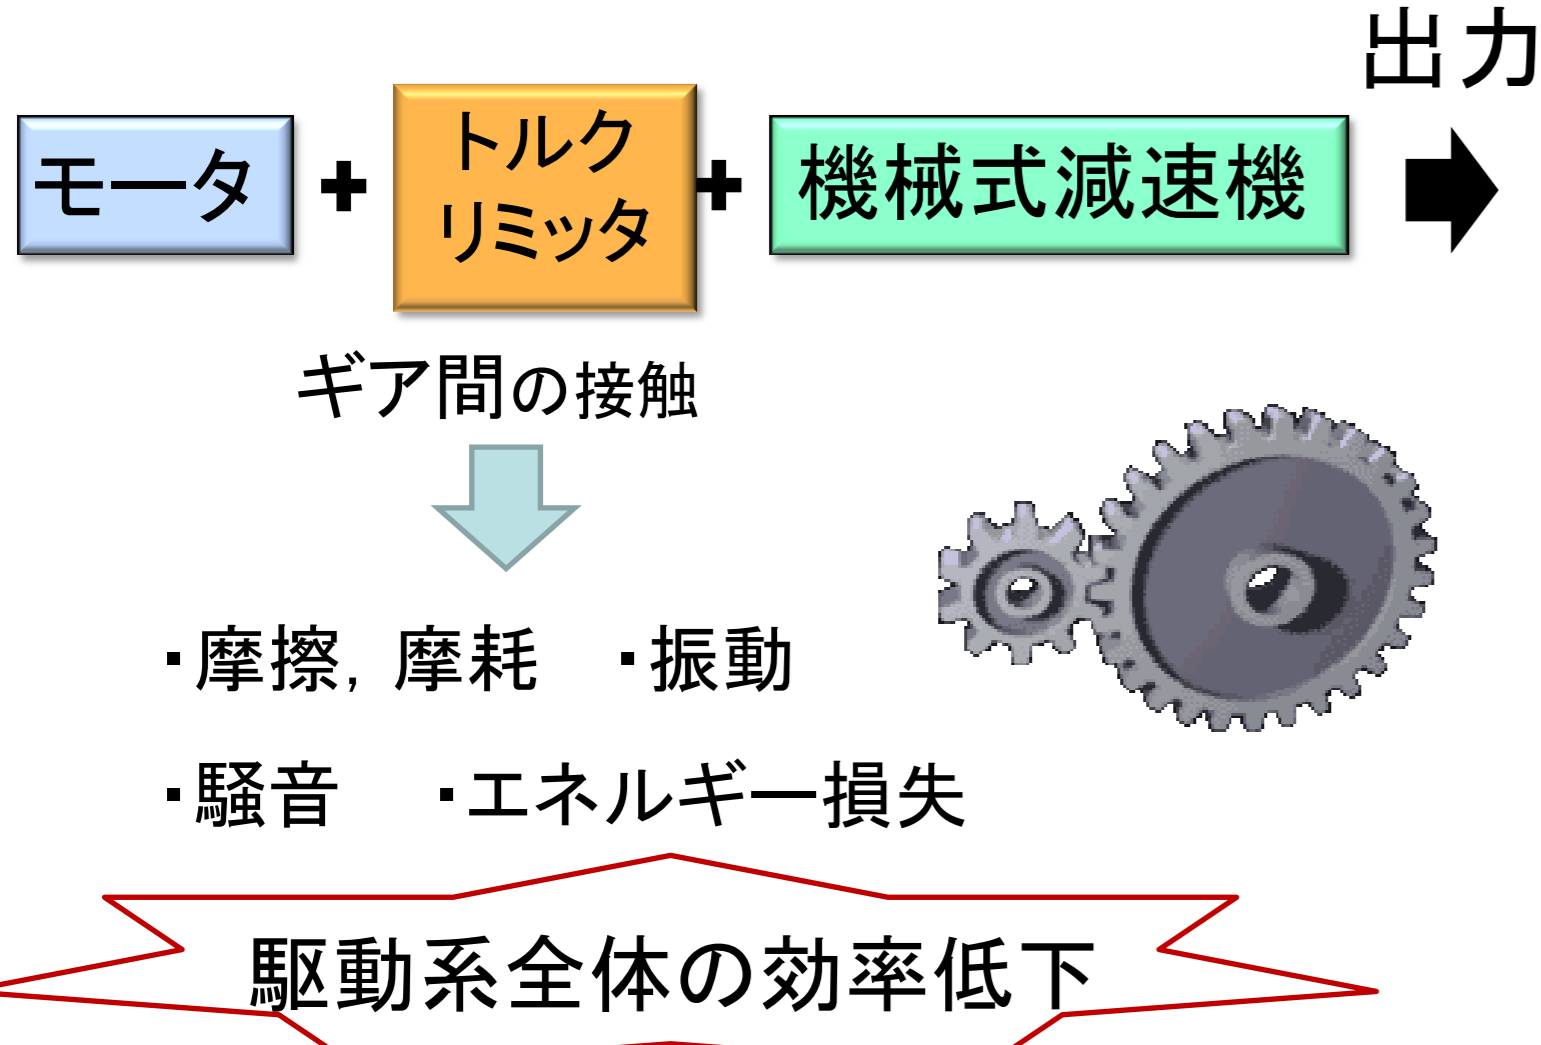 出力
モータ + トルク + 機械式減速機
リミッタ
ギア間の接触
・摩擦, 摩耗 ・振動
・騒音 ・エネルギー損失
駆動系全体の効率低下